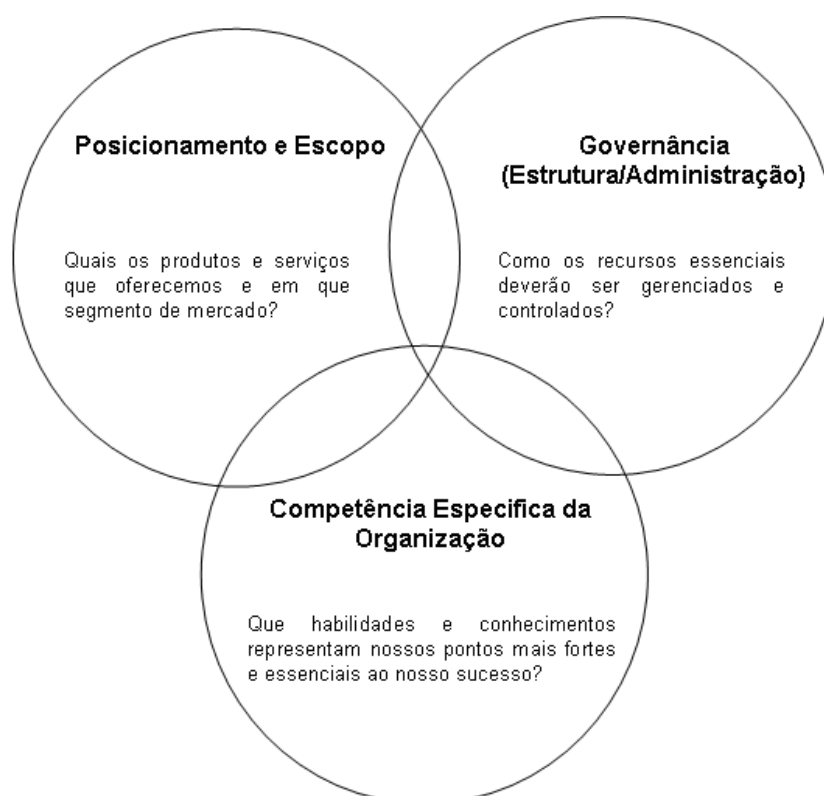 Posicionamento e Escopo
Quais os produtos e serviços
que oferecemos e em que
segmento de mercado?
Governância
(Estrutura/Administração)
Como os recursos essenciais
deverão ser gerenciados e
controlados?
Competência Especifica da
Organização
Que habilidades e conhecimentos
representam nossos pontos mais fortes
e essenciais ao nosso sucesso?